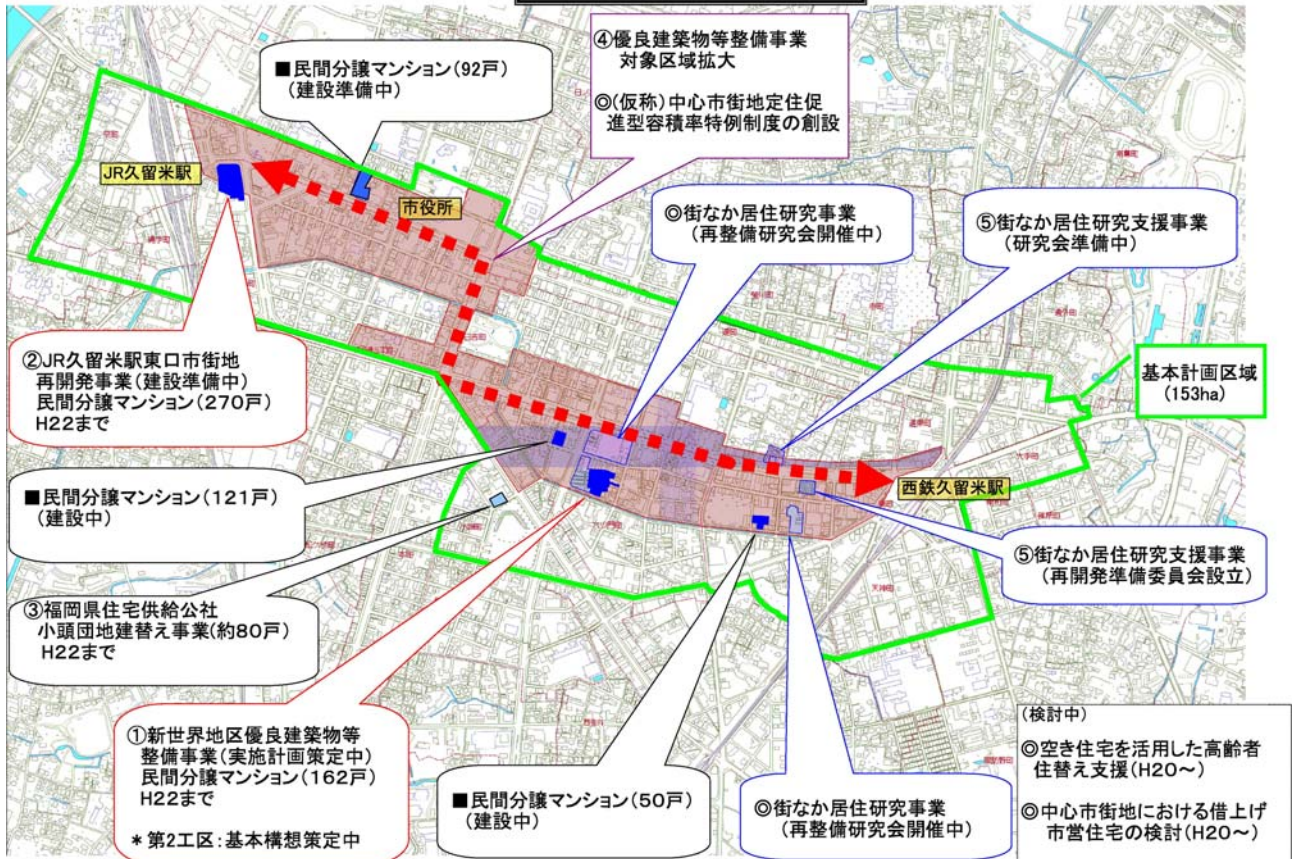 ■民間分譲マンション(92戸)
(建設準備中)
④優良建築物等整備事業
対象区域拡大
◎(仮称)中心市街地定住促
進型容積率特例制度の創設
JR久留米駅
市役所
◎街なか居住研究事業
(再整備研究会開催中)
⑤街なか居住研究支援事業
(研究会準備中)
②JR久留米駅東口市街地
再開発事業(建設準備中)
民間分譲マンション(270戸)
H22まで
基本計画区域
(153ha)
■民間分譲マンション(121戸)
(建設中)
西鉄久留米駅
⑤街なか居住研究支援事業
(再開発準備委員会設立)
③福岡県住宅供給公社
小頭団地建替え事業(約80戸)
H22まで
①新世界地区優良建築物等
整備事業(実施計画策定中)
民間分譲マンション(162戸)
H22まで
*第2工区:基本構想策定中
■民間分譲マンション(50戸)
(建設中)
◎街なか居住研究事業
(再整備研究会開催中)
(検討中)
◎空き住宅を活用した高齢者
住替え支援(H20~)
◎中心市街地における借上げ
市営住宅の検討(H20~)